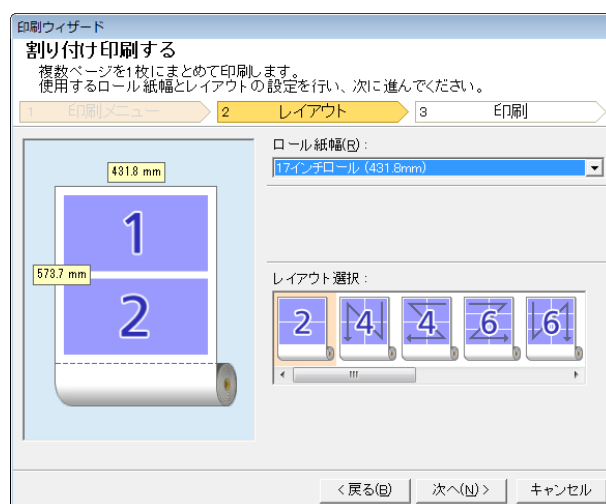 印刷ウィザード
割り付け印刷する
複数ページを1枚にまとめて印刷します。
使用するロール紙幅とレイアウトの設定を行い、次に進んでください。
1 印刷メニュー 2 レイアウト 3 印刷
ロール紙幅(R):
17インチロール (431.8mm)
431.8 mm
573.7 mm
1
2
レイアウト選択:
2 4 4 6 6
<戻る(B) 次へ(N)> キャンセル